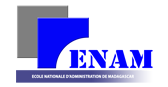 ENAM
ECOLE NATIONALE D'ADMINISTRATION DE MADAGASCAR